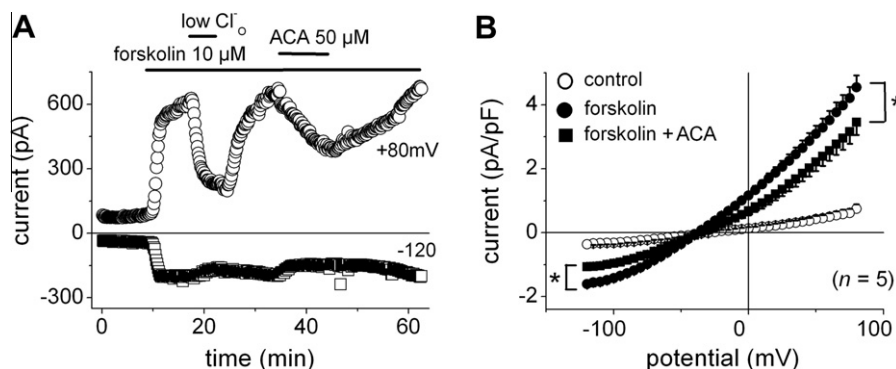 A
low Cl⁻o
forskolin 10 µM
ACA 50 µM
600
300
0
-300
current (pA)
+80mV
-120
0
20
40
60
time (min)
B
control
forskolin
forskolin + ACA
*
*
4
2
0
-2
current (pA/pF)
(n = 5)
-100
0
100
potential (mV)